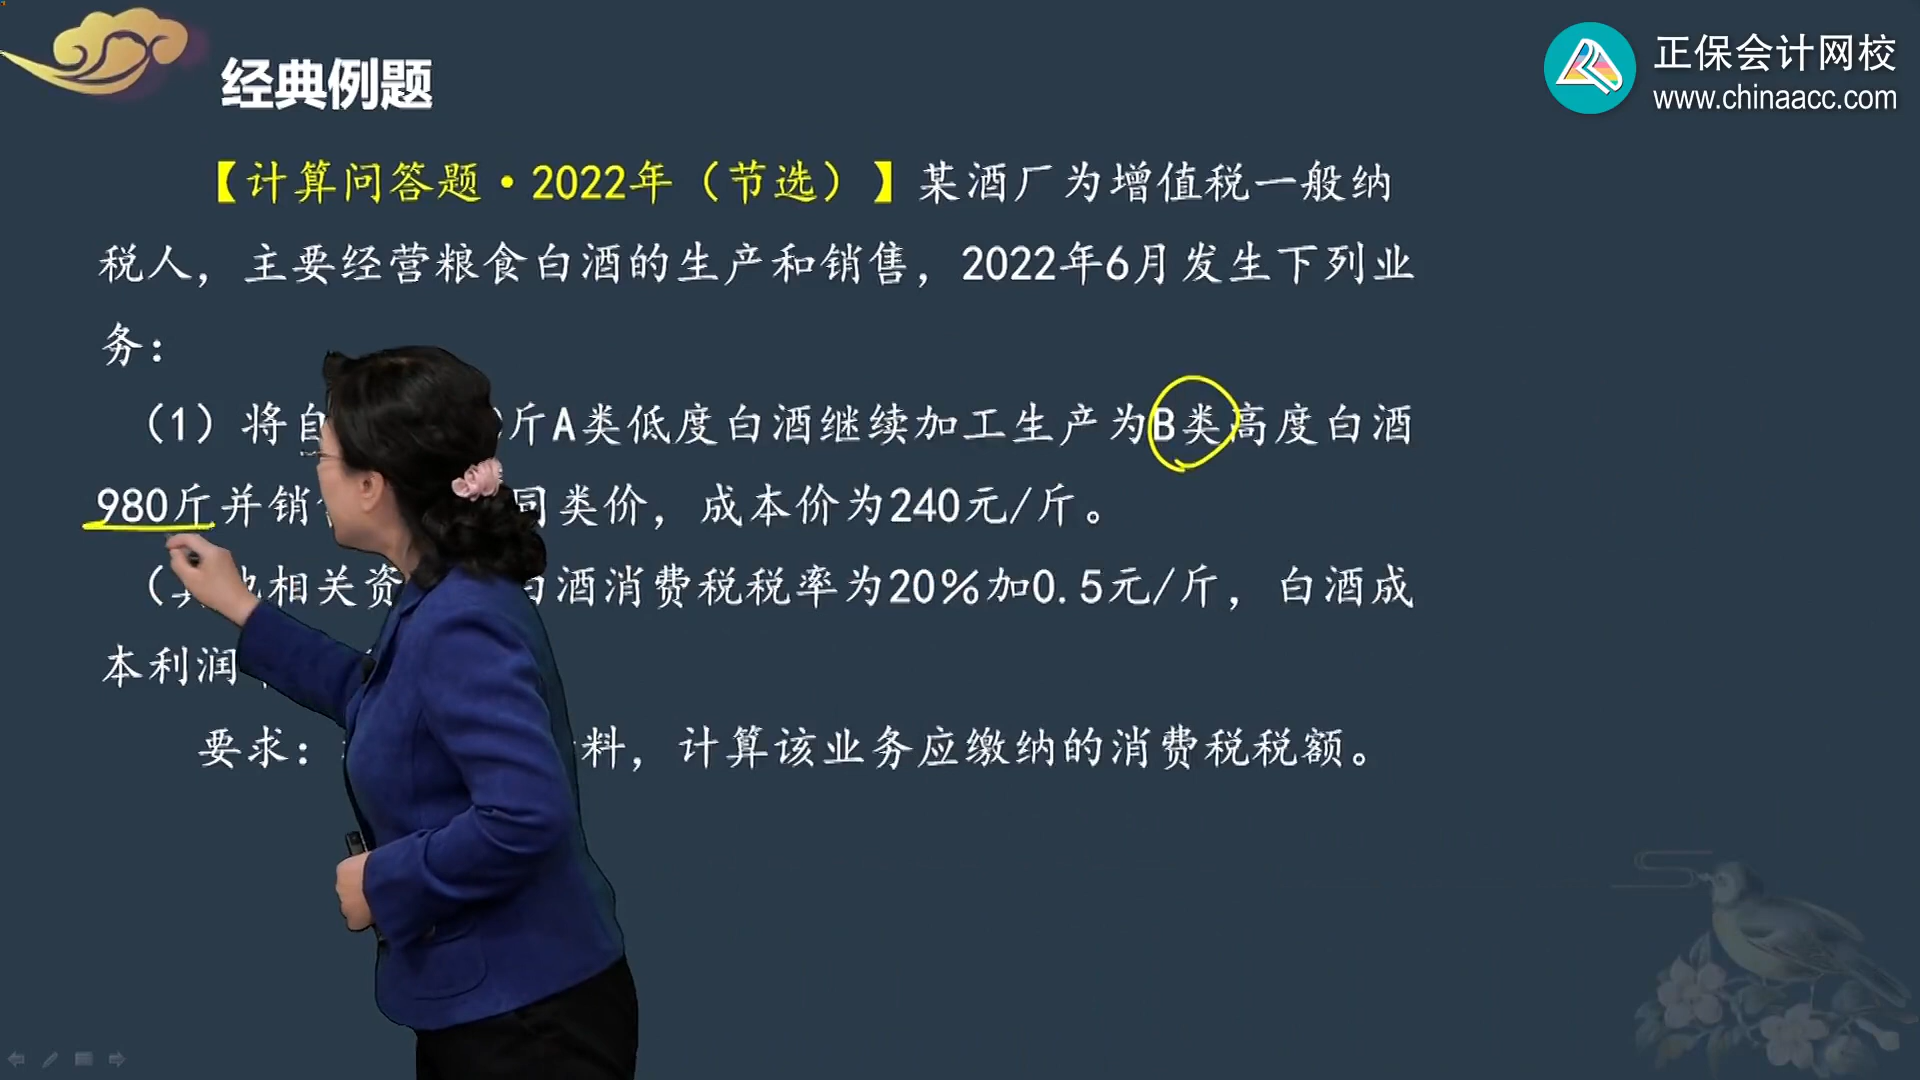 经典例题
正保会计网校
www.chinaacc.com
【计算问答题·2022年（节选）】某酒厂为增值税一般纳
税人，主要经营粮食白酒的生产和销售，2022年6月发生下列业
务：
（1）将自 斤A类低度白酒继续加工生产为B类高度白酒
980斤并销 同类价，成本价为240元/斤。
（ 相关资 白酒消费税税率为20%加0.5元/斤，白酒成
本利润
要求： 料，计算该业务应缴纳的消费税税额。